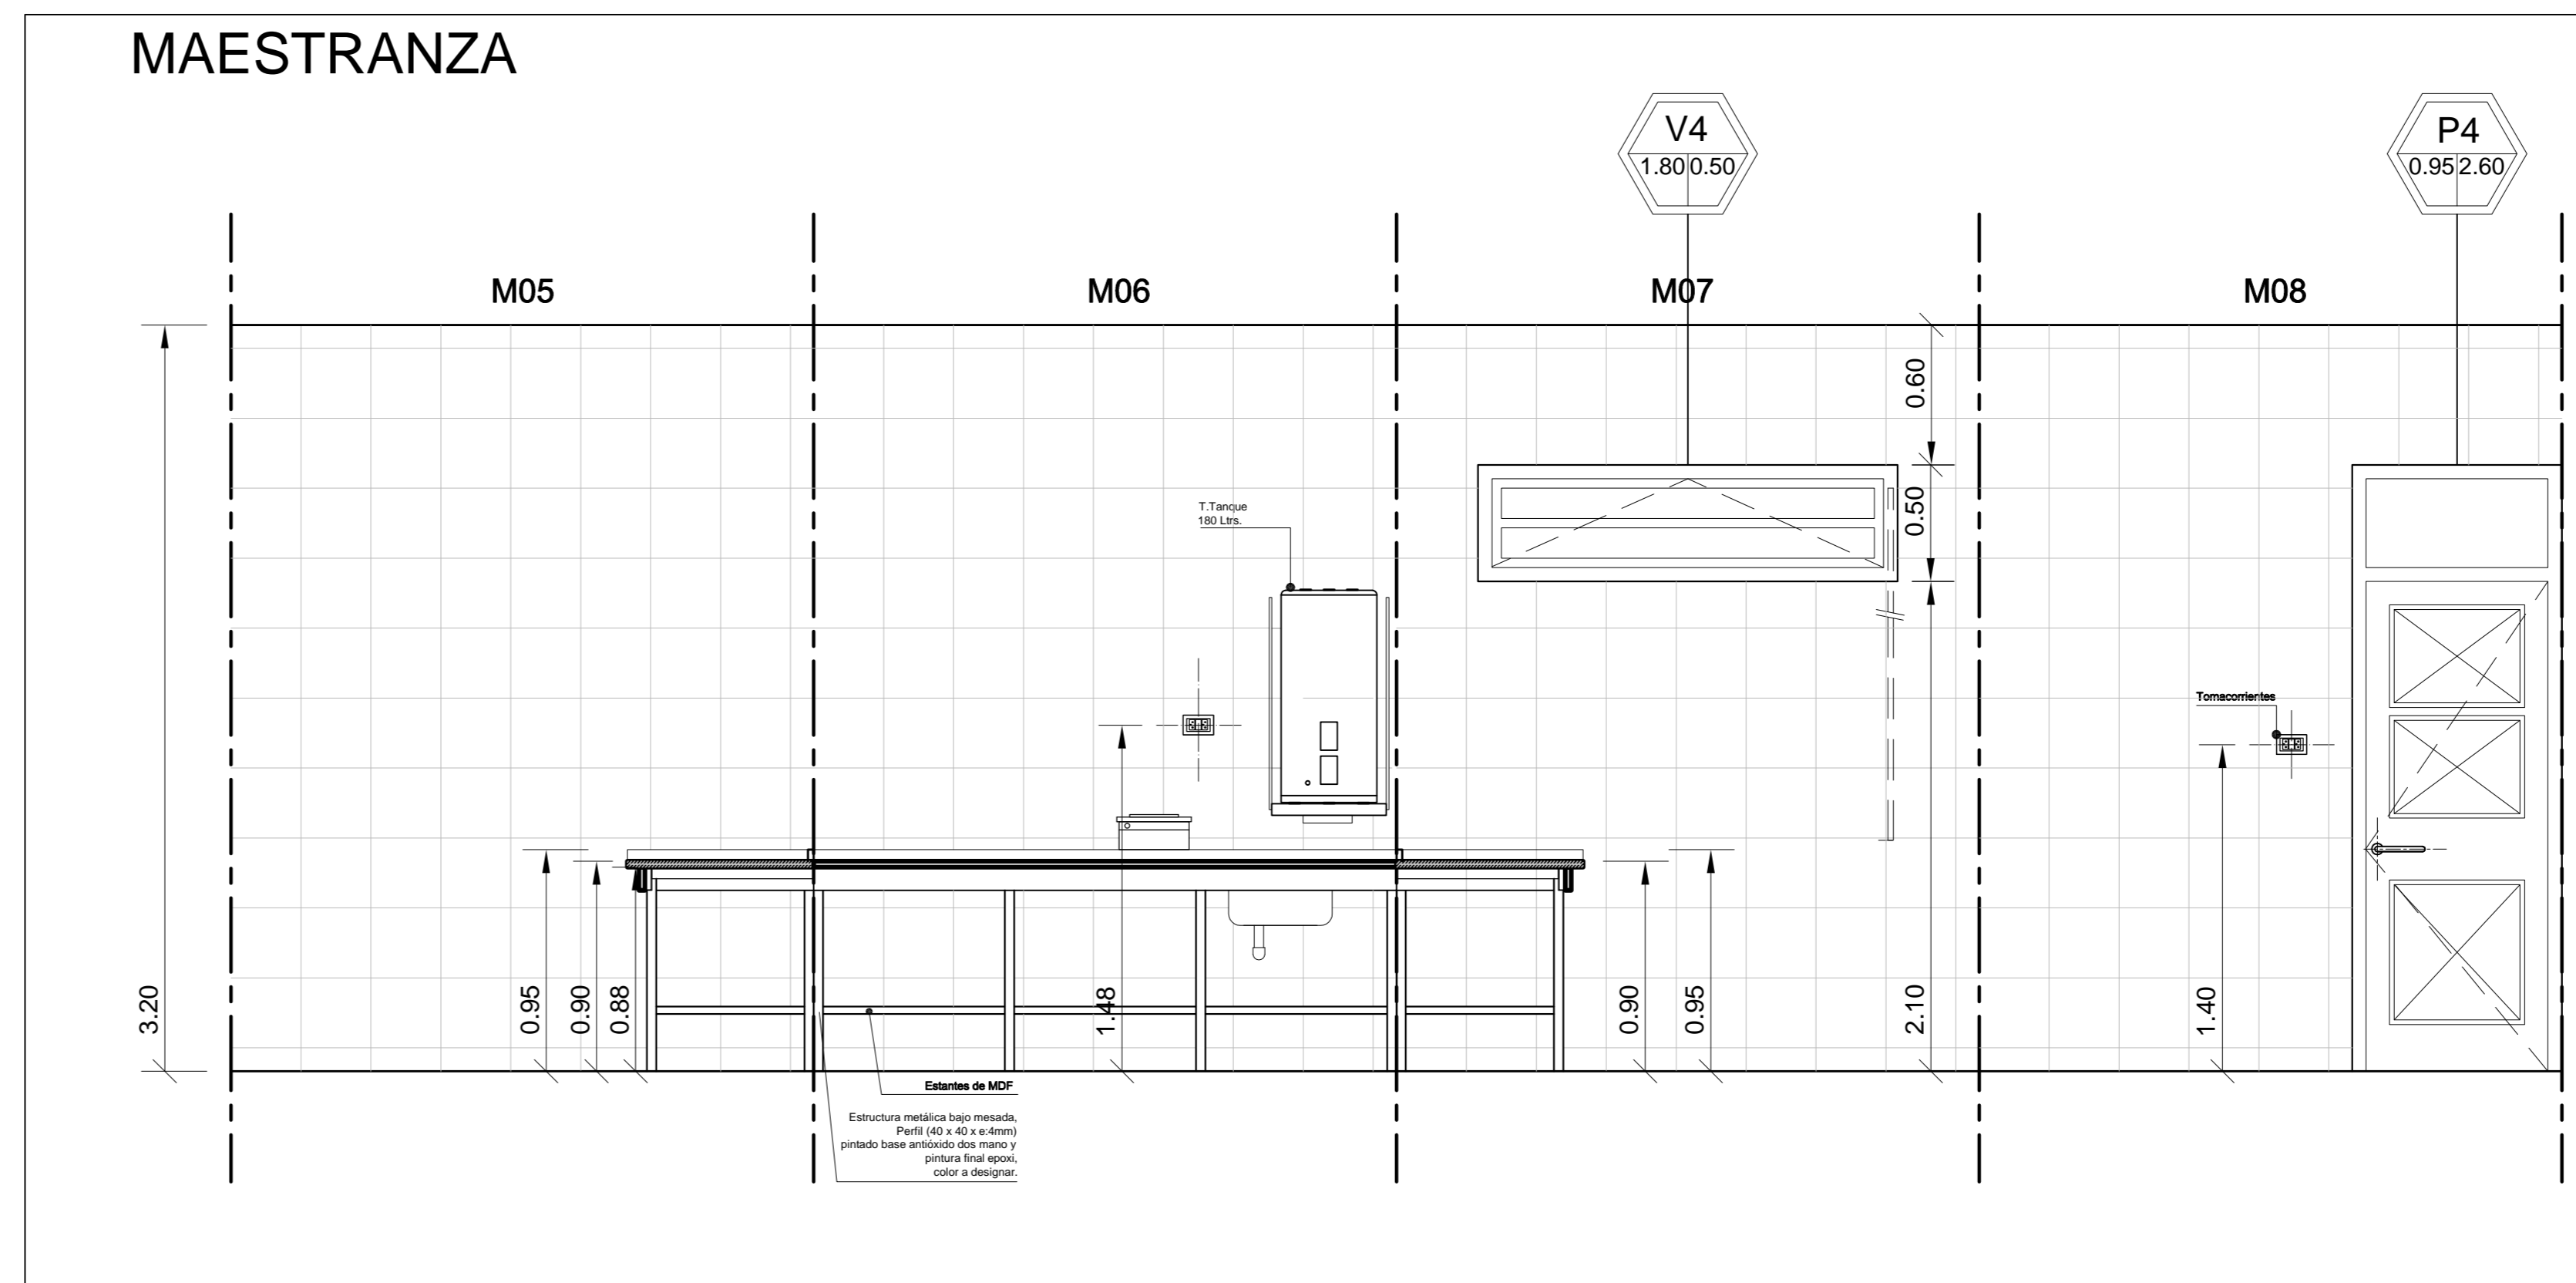 MAESTRANZA
V4
1.80 0.50
P4
0.95 2.60
M05
M06
M07
M08
0.60
0.50
T.Tanque
180 Ltrs.
Tomacorrientes
3.20
0.95
0.90
0.88
1.48
0.90
0.95
2.10
1.40
Estantes de MDF
Estructura metálica bajo mesada,
Perfil (40 x 40 x e:4mm)
pintado base antióxido dos mano y
pintura final epoxi,
color a designar.